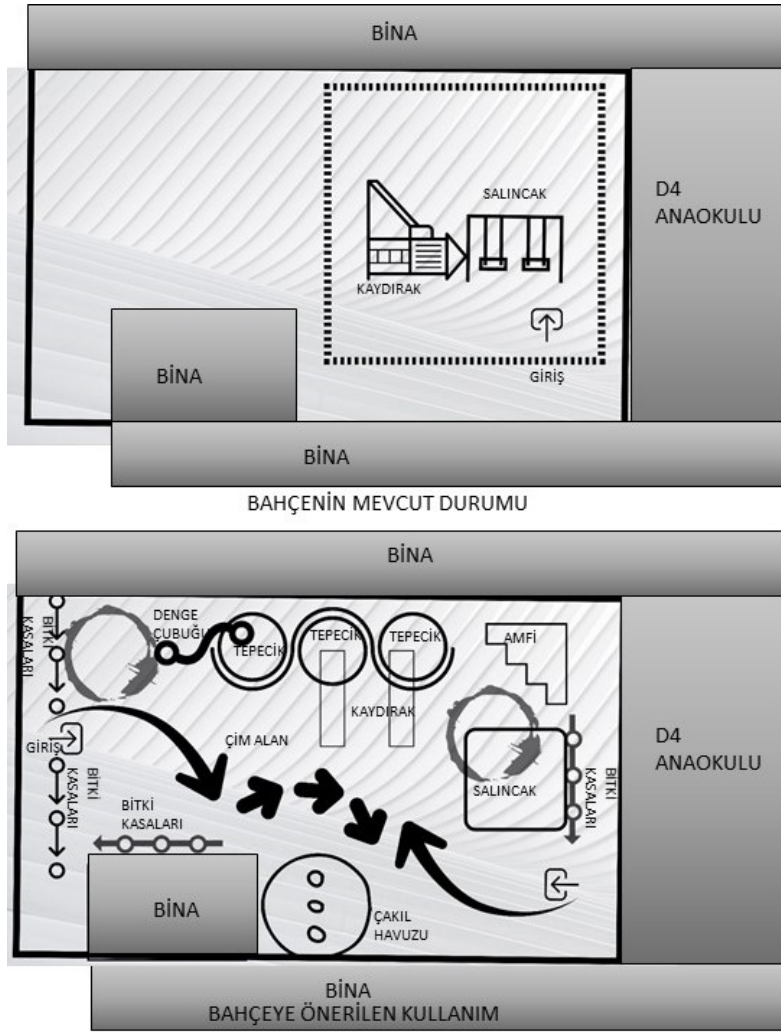 BİNA
SALINCAK
D4
ANAOKULU
KAYDIRAK
BİNA
GİRİŞ
BİNA
BAHÇENİN MEVCUT DURUMU
BİNA
BİTKİ
KASALARI
DENGE
ÇUBUĞU
TEPECİK
TEPECİK
TEPECİK
AMFİ
KAYDIRAK
GİRİŞ
ÇİM ALAN
D4
ANAOKULU
BİTKİ
KASALARI
BİTKİ
KASALARI
SALINCAK
BİTKİ
KASALARI
BİNA
ÇAKIL
HAVUZU
BİNA
BAHÇEYE ÖNERİLEN KULLANIM